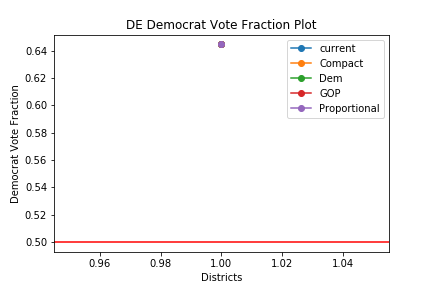 DE Democrat Vote Fraction Plot
Democrat Vote Fraction
0.64
0.62
0.60
0.58
0.56
0.54
0.52
0.50
current
Compact
Dem
GOP
Proportional
0.96 0.98 1.00 1.02 1.04
Districts